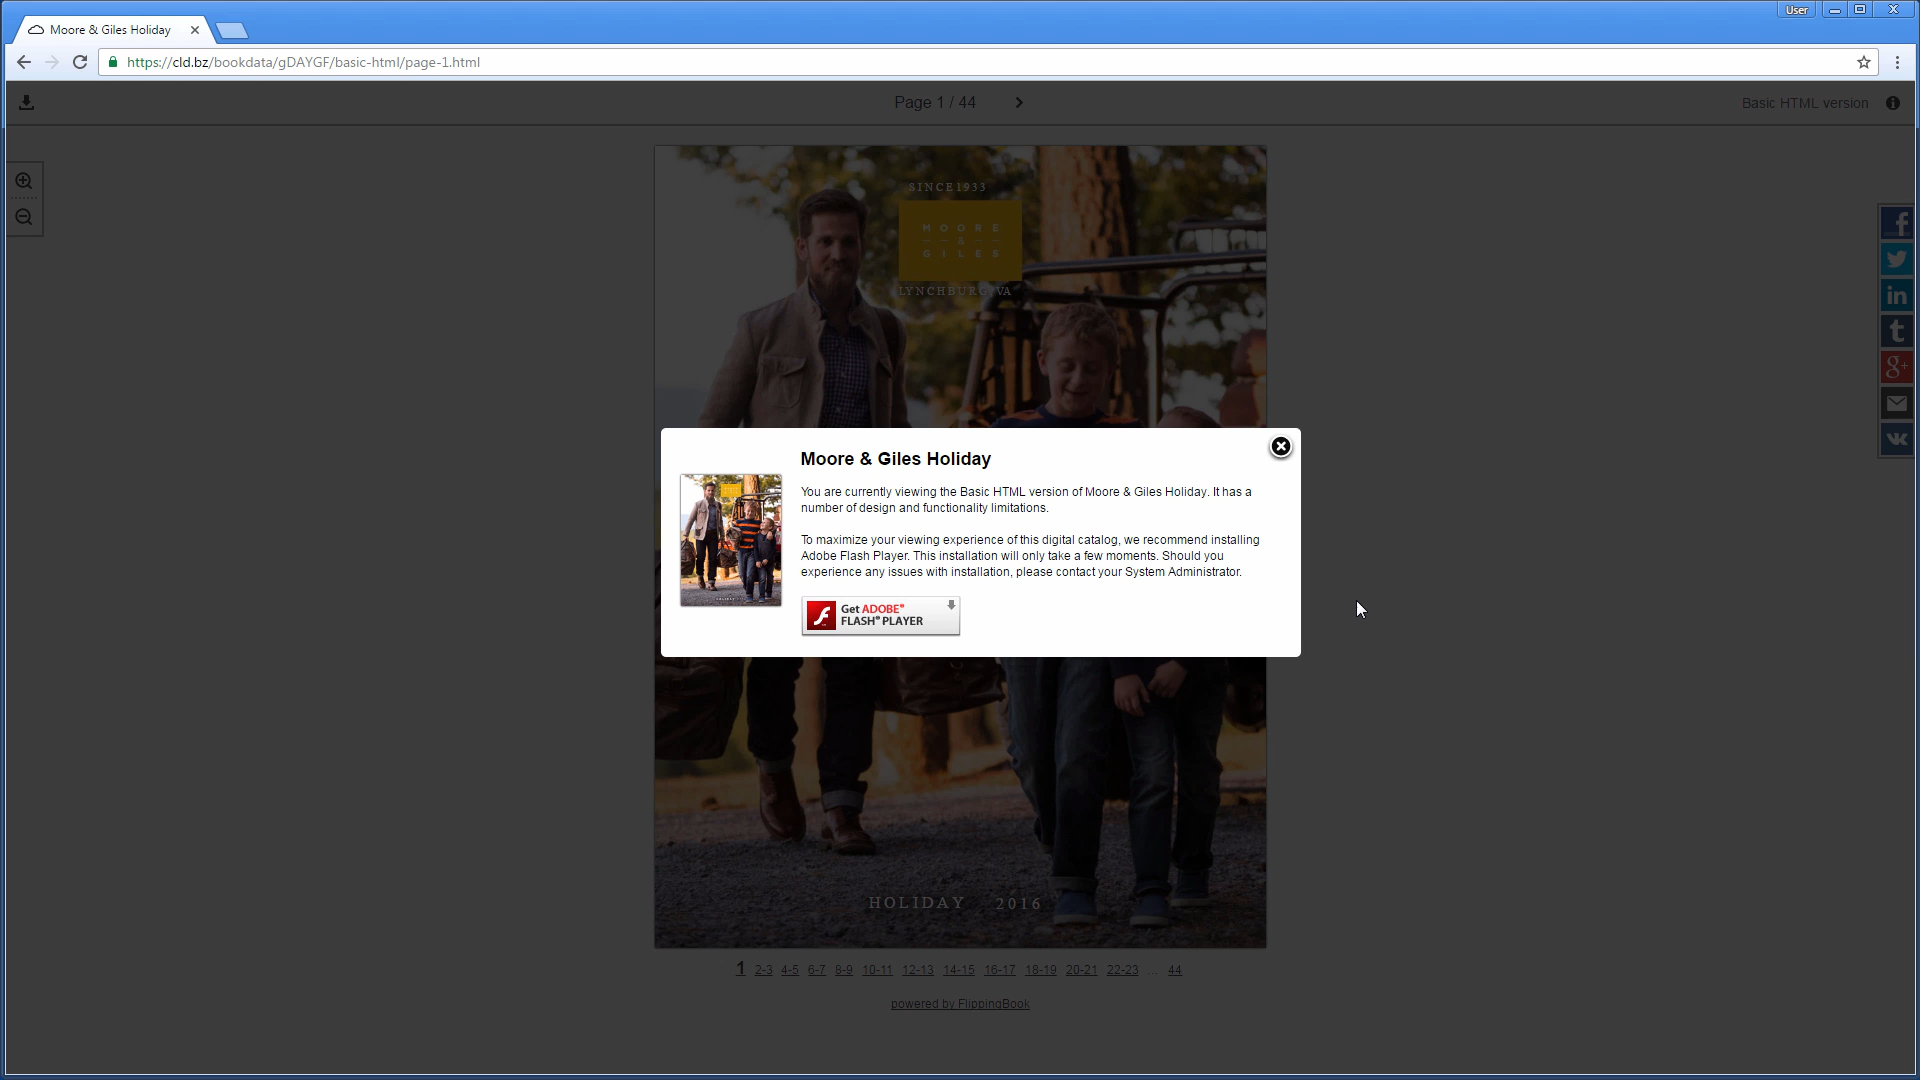 User
Moore & Giles Holiday
https://cld.bz/bookdata/gDAYGF/basic-html/page-1.html
Page 1 / 44
Basic HTML version
SINCE1933
MOORE
&
GILES
LYNCHBURG, VA
Moore & Giles Holiday
You are currently viewing the Basic HTML version of Moore & Giles Holiday. It has a
number of design and functionality limitations.
To maximize your viewing experience of this digital catalog, we recommend installing
Adobe Flash Player. This installation will only take a few moments. Should you
experience any issues with installation, please contact your System Administrator.
Get ADOBE®
FLASH® PLAYER
HOLIDAY 2016
1 2-3 4-5 6-7 8-9 10-11 12-13 14-15 16-17 18-19 20-21 22-23 ... 44
powered by FlippingBook